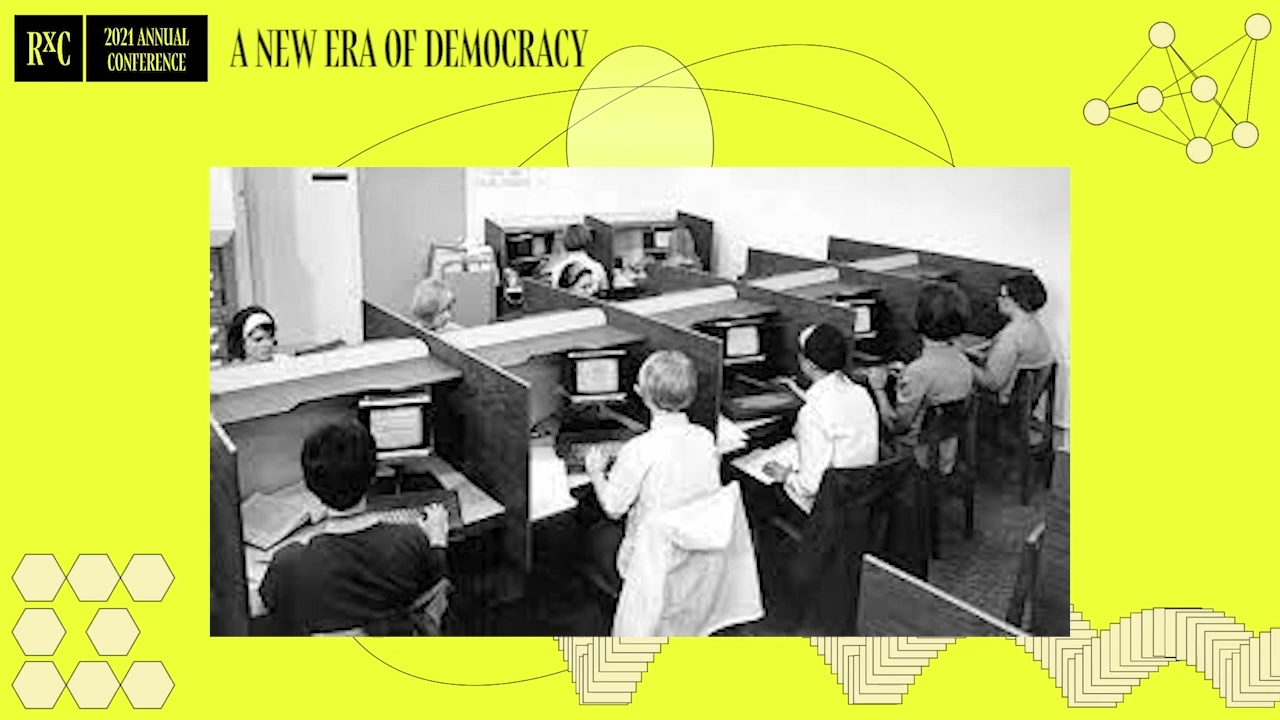 RxC
2021 ANNUAL
CONFERENCE
A NEW ERA OF DEMOCRACY